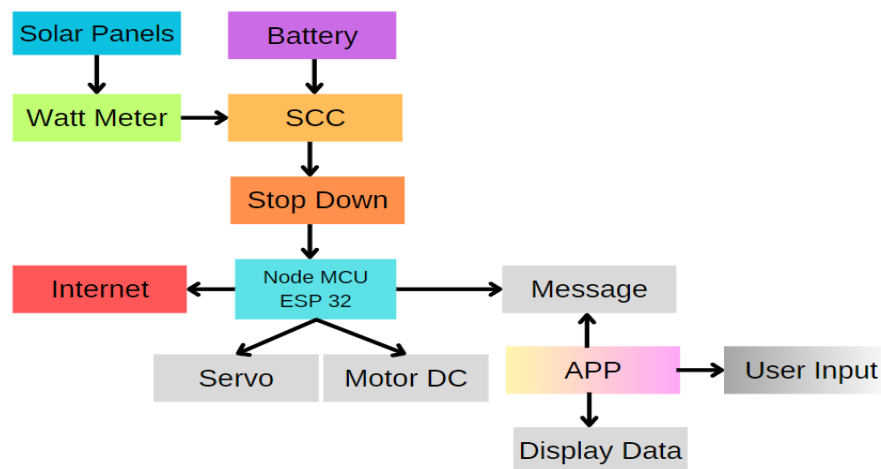 Solar Panels
Battery
Watt Meter
SCC
Stop Down
Internet
Node MCU
ESP 32
Message
Servo
Motor DC
APP
User Input
Display Data